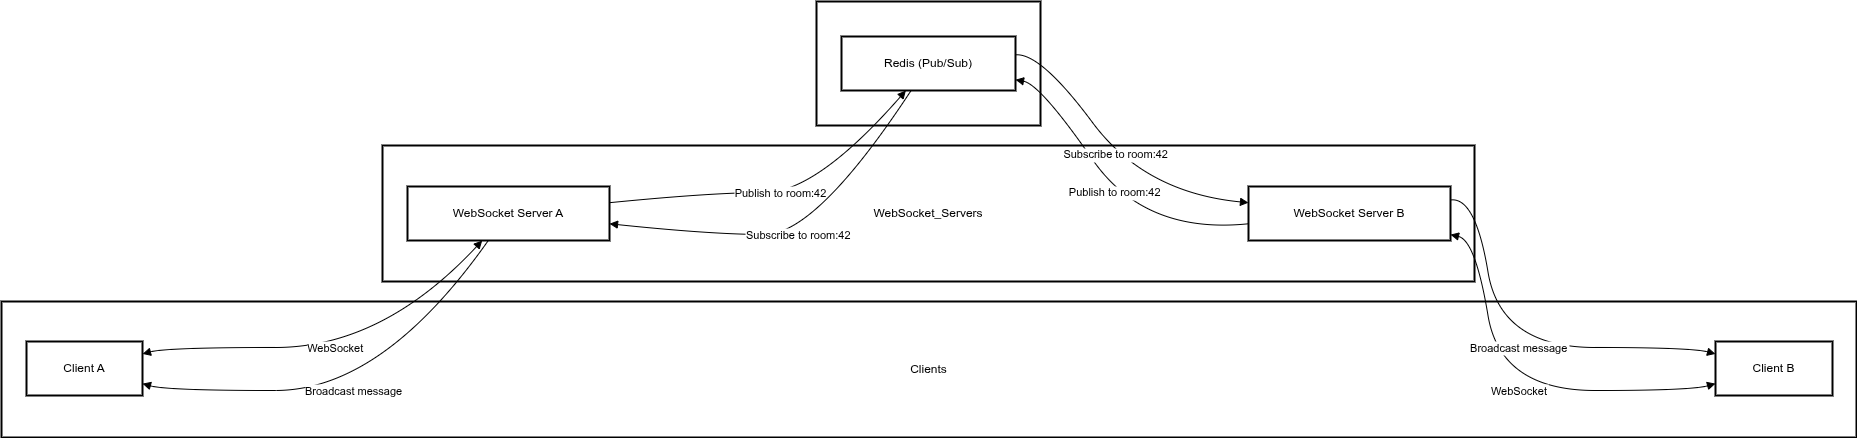 Redis (Pub/Sub)
Subscribe to room:42
Publish to room:42
Publish to room:42
WebSocket Server A
WebSocket_Servers
WebSocket Server B
Subscribe to room:42
WebSocket
Broadcast message
Client A
Clients
Client B
Broadcast message
WebSocket